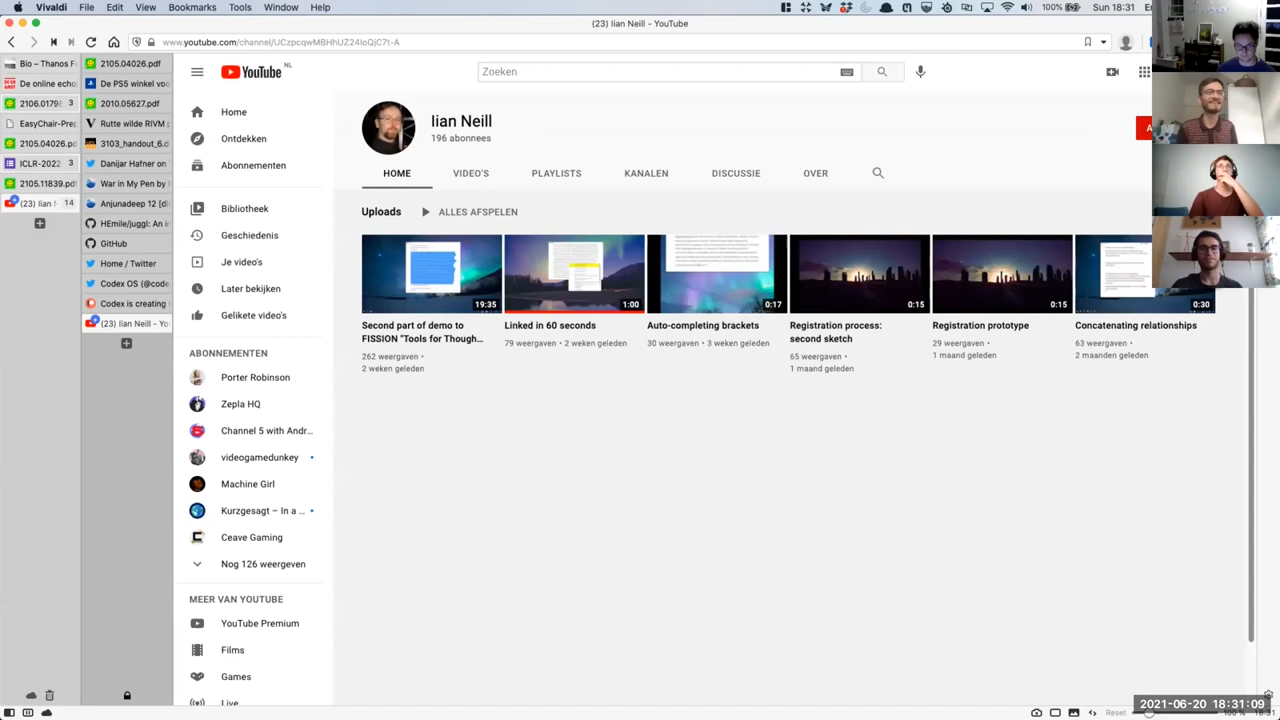 Vivaldi File Edit View Bookmarks Tools Window Help
100% Sun 18:31
(23) Iian Neill - YouTube
www.youtube.com/channel/UCzpcqwMBHhUZ24IoQjC7t-A
Bio – Thanos F
2105.04026.pdf
De online echo
De PS5 winkel voo
2106.0179 3
2010.05627.pdf
EasyChair-Prep
Rutte wilde RIVM
2105.04026.pd
3103_handout_6.d
ICLR-2022 3
Danijar Hafner on
2105.11839.pd
War in My Pen by
(23) Iian 14
Anjunadeep 12 [di
HEmile/juggl: An in
GitHub
Home / Twitter
Codex OS (@code
Codex is creating
(23) Iian Neill - Yo
YouTube NL
Zoeken
Home
Ontdekken
Abonnementen
Bibliotheek
Geschiedenis
Je video's
Later bekijken
Gelikete video's
ABONNEMENTEN
Porter Robinson
Zepla HQ
Channel 5 with Andr...
videogamedunkey
Machine Girl
Kurzgesagt – In a ...
Ceave Gaming
Nog 126 weergeven
MEER VAN YOUTUBE
YouTube Premium
Films
Games
Live
Iian Neill
196 abonnees
A
HOME VIDEO'S PLAYLISTS KANALEN DISCUSSIE OVER
Uploads ALLES AFSPELEN
19:35
Second part of demo to
FISSION "Tools for Though...
262 weergaven •
2 weken geleden
1:00
Linked in 60 seconds
79 weergaven • 2 weken geleden
0:17
Auto-completing brackets
30 weergaven • 3 weken geleden
0:15
Registration process:
second sketch
65 weergaven •
1 maand geleden
0:15
Registration prototype
29 weergaven •
1 maand geleden
0:30
Concatenating relationships
63 weergaven •
2 maanden geleden
2021-06-20 18:31:09
Reset 100 % 18:31